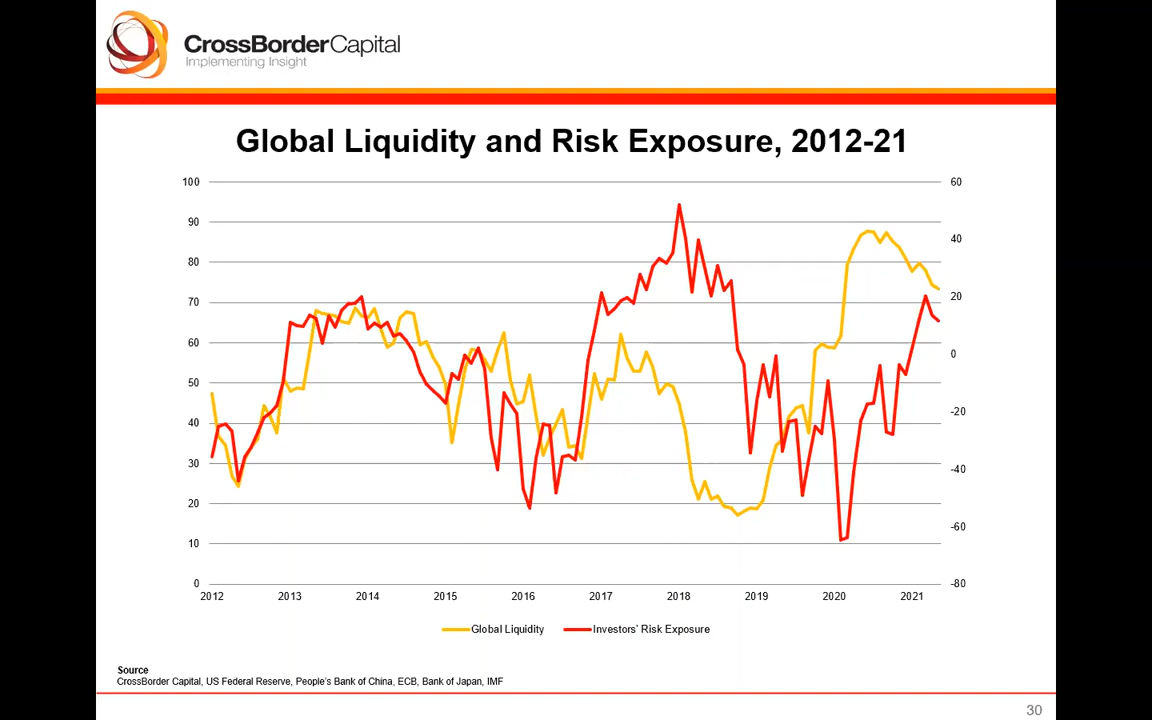 CrossBorderCapital
Implementing Insight
Global Liquidity and Risk Exposure, 2012-21
100
90
80
70
60
50
40
30
20
10
0
60
40
20
0
-20
-40
-60
-80
2012 2013 2014 2015 2016 2017 2018 2019 2020 2021
Global Liquidity Investors' Risk Exposure
Source
CrossBorder Capital, US Federal Reserve, People's Bank of China, ECB, Bank of Japan, IMF
30